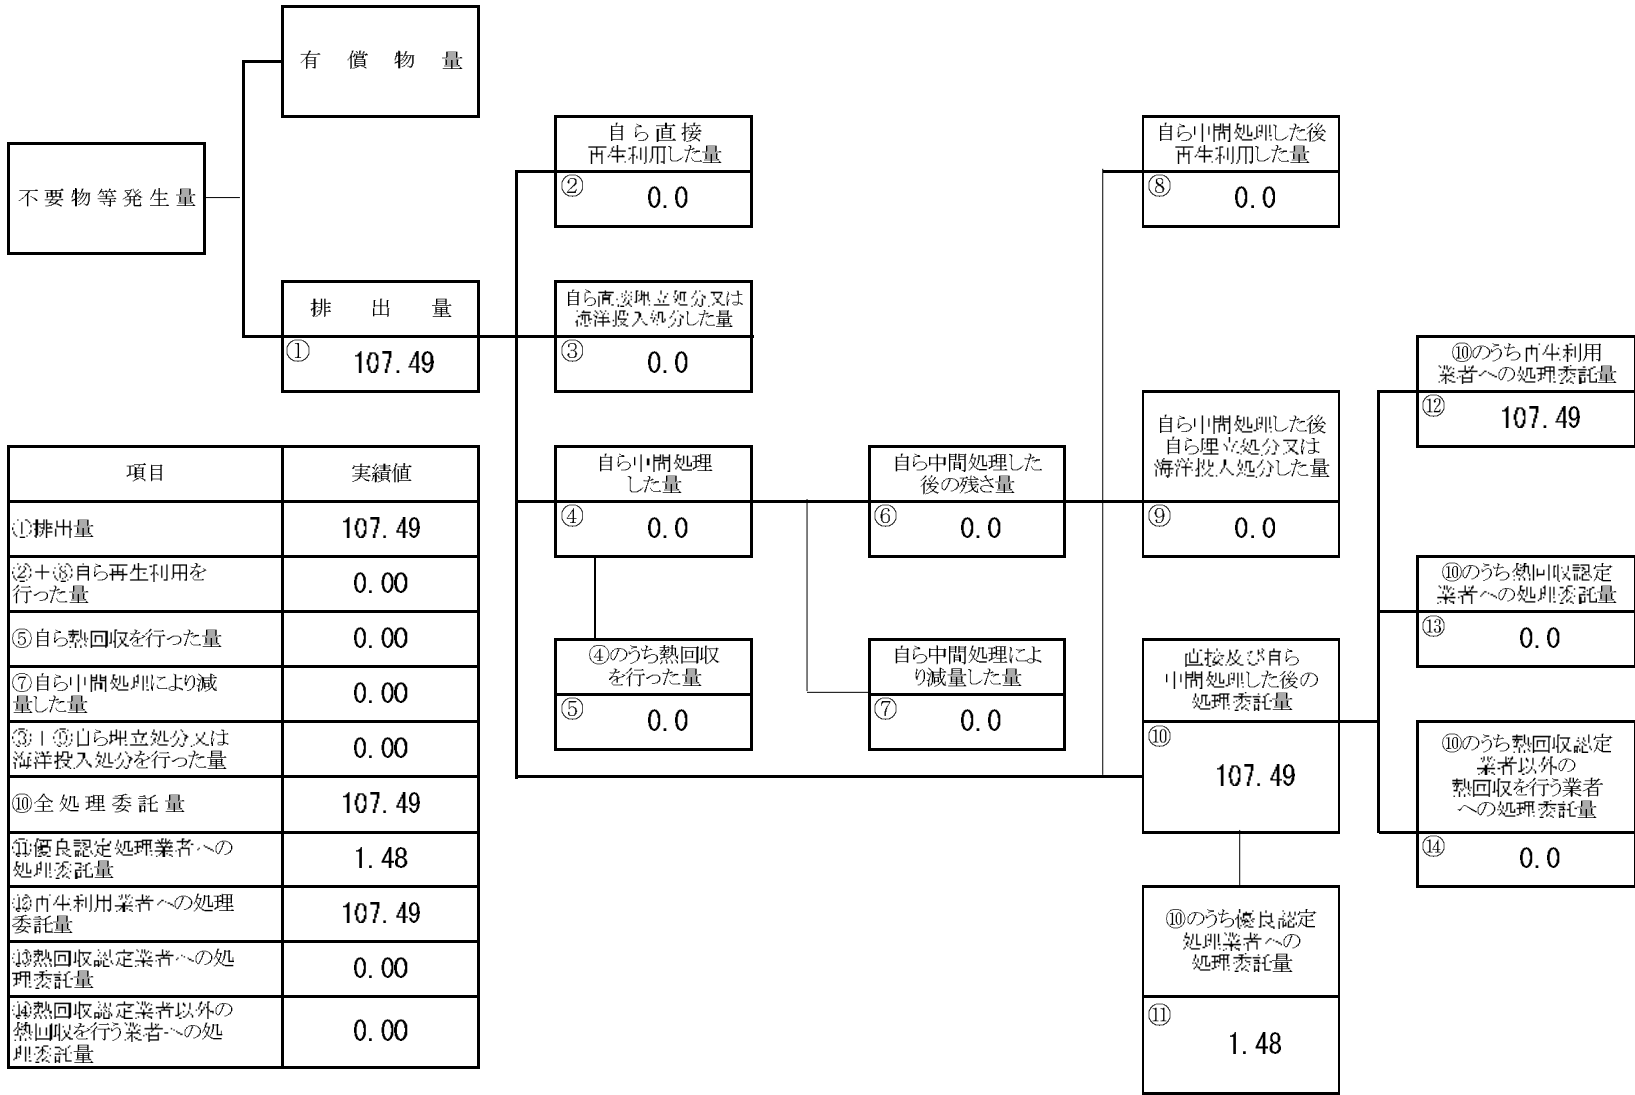 有償物量
不要物等発生量
排出量
① 107.49
自ら直接
再生利用した量
② 0.0
自ら直接埋立処分又は
海洋投入処分した量
③ 0.0
自ら中間処理
した量
④ 0.0
④のうち熱回収
を行った量
⑤ 0.0
自ら中間処理した
後の残さ量
⑥ 0.0
自ら中間処理によ
り減量した量
⑦ 0.0
自ら中間処理した後
再生利用した量
⑧ 0.0
自ら中間処理した後
自ら埋立処分又は
海洋投入処分した量
⑨ 0.0
直接及び自ら
中間処理した後の
処理委託量
⑩
107.49
⑩のうち優良認定
処理業者への
処理委託量
⑪
1.48
⑩のうち再生利用
業者への処理委託量
⑫ 107.49
⑩のうち熱回収認定
業者への処理委託量
⑬ 0.0
⑩のうち熱回収認定
業者以外の
熱回収を行う業者
への処理委託量
⑭ 0.0
項目 実績値
①排出量 107.49
②+⑧自ら再生利用を
行った量 0.00
⑤自ら熱回収を行った量 0.00
⑦自ら中間処理により減
量した量 0.00
③+⑨自ら埋立処分又は
海洋投入処分を行った量 0.00
⑩全処理委託量 107.49
⑪優良認定処理業者への
処理委託量 1.48
⑫再生利用業者への処理
委託量 107.49
⑬熱回収認定業者への処
理委託量 0.00
⑭熱回収認定業者以外の
熱回収を行う業者への処
理委託量 0.00